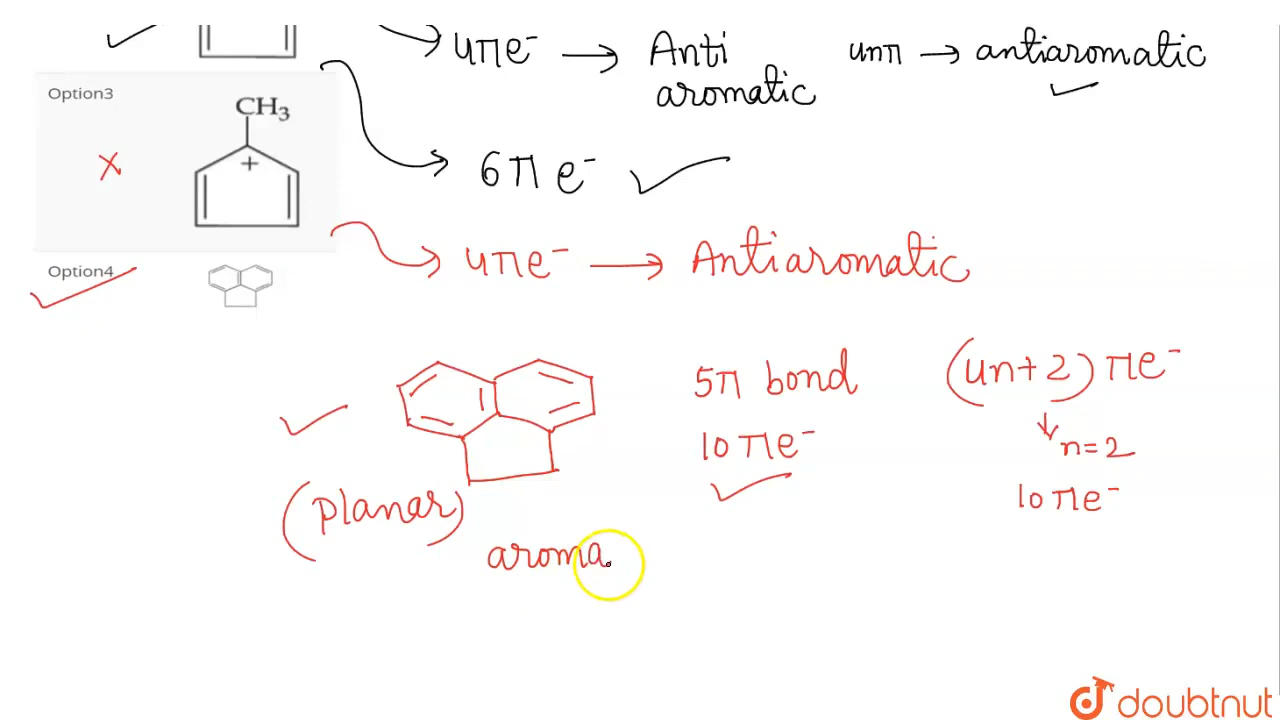 4πe⁻ → Anti aromatic
4nπ → antiaromatic
Option3
CH₃
+
6πe⁻
4πe⁻ → Antiaromatic
Option4
5π bond
(4n+2)πe⁻
10πe⁻
n=2
10πe⁻
(planar)
aroma
doubtnut